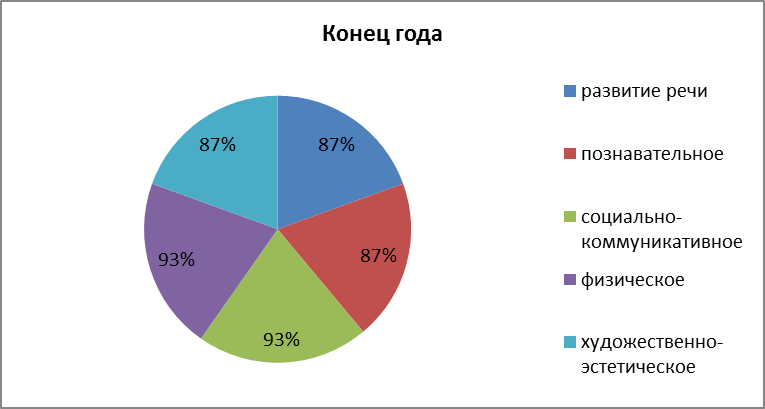 Конец года
87%
87%
87%
93%
93%
развитие речи
познавательное
социально-
коммуникативное
физическое
художественно-
эстетическое